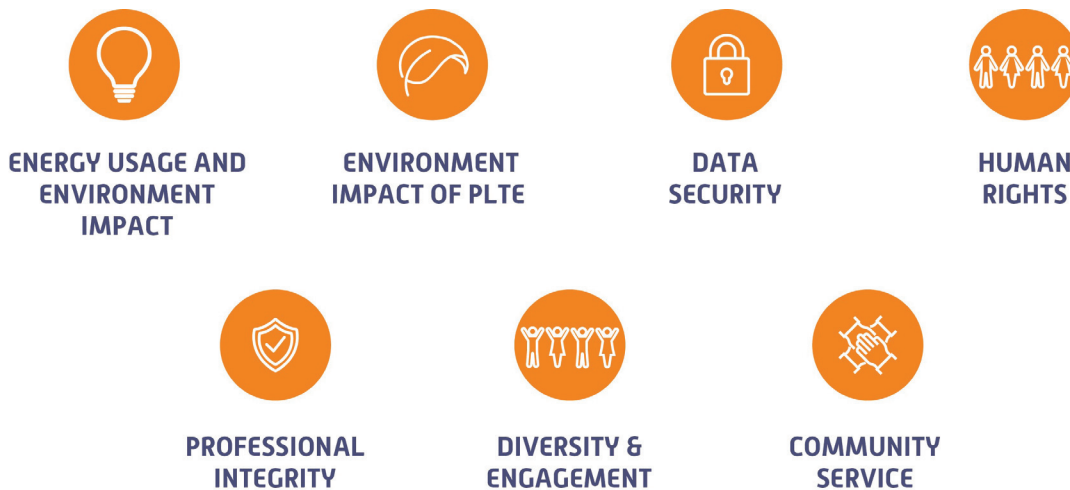 ENERGY USAGE AND
ENVIRONMENT
IMPACT
ENVIRONMENT
IMPACT OF PLTE
DATA
SECURITY
HUMAN
RIGHTS
PROFESSIONAL
INTEGRITY
DIVERSITY &
ENGAGEMENT
COMMUNITY
SERVICE